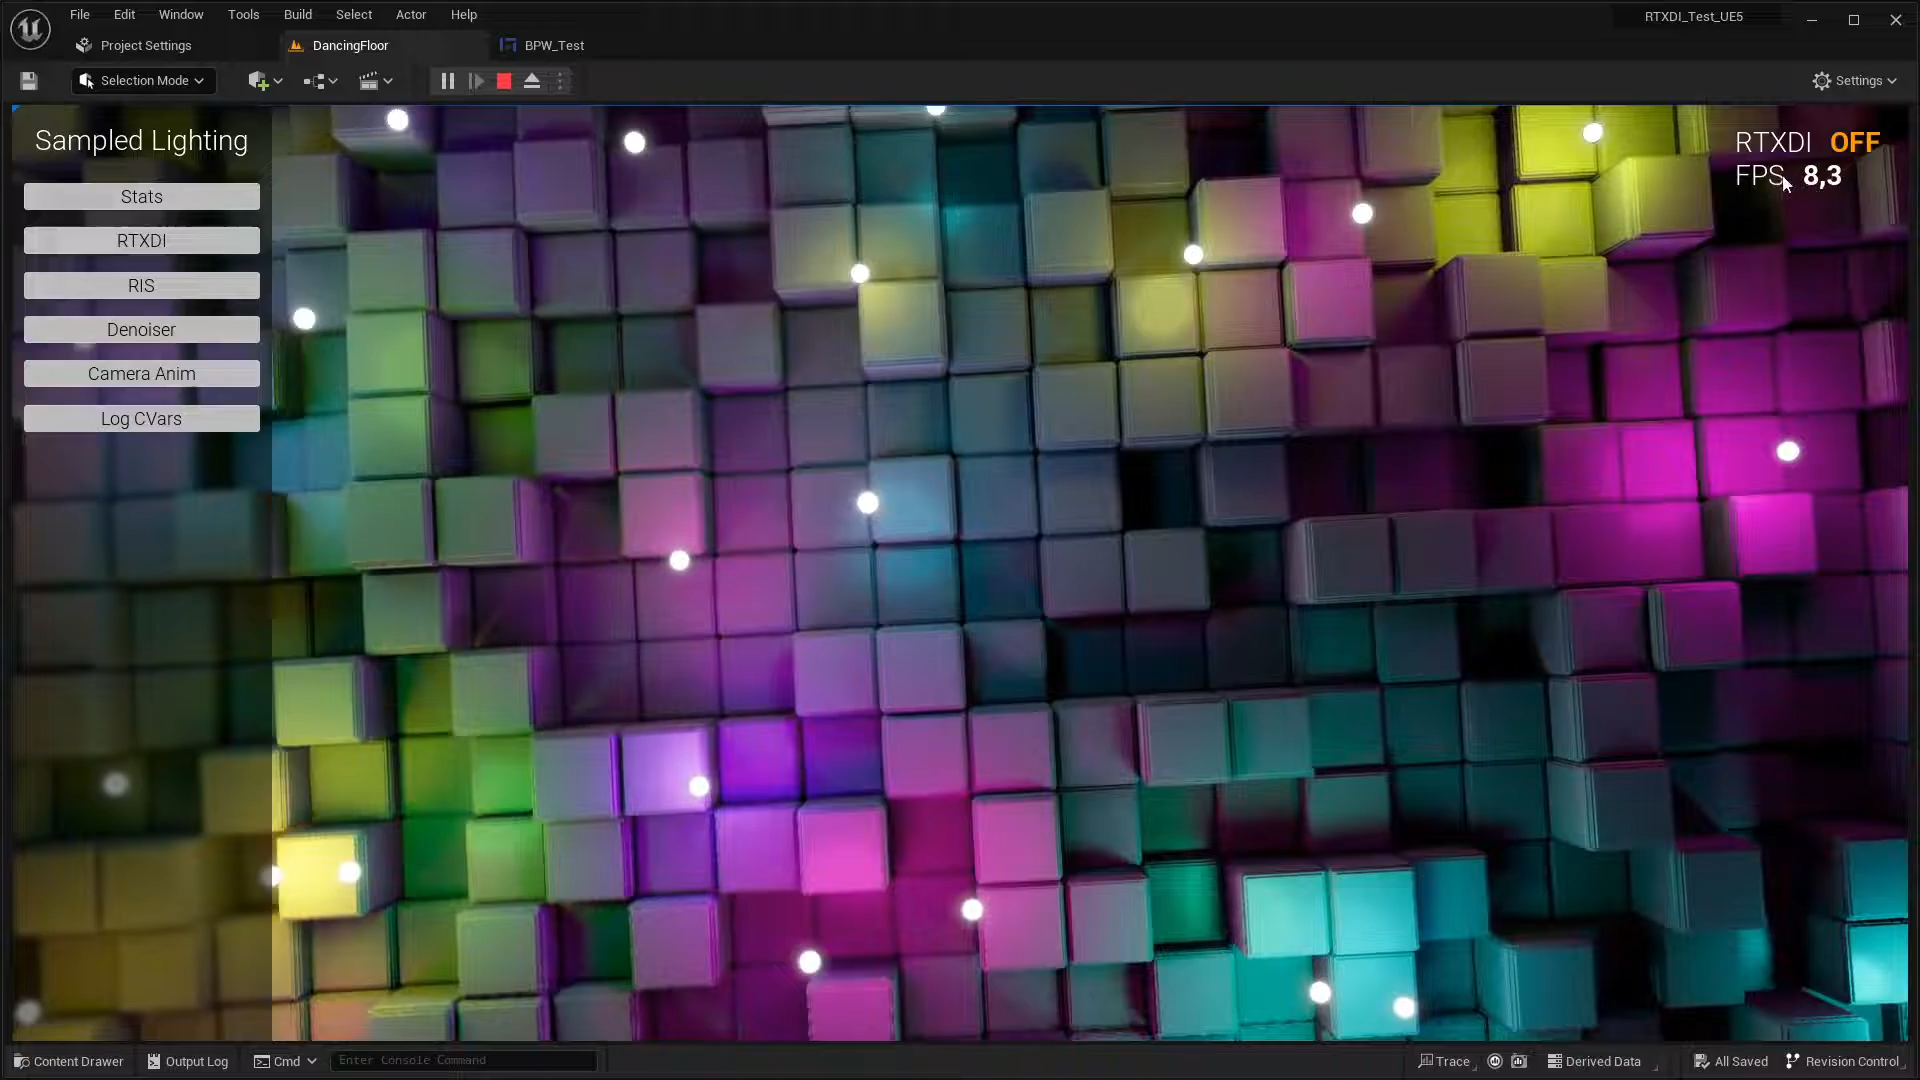 File Edit Window Tools Build Select Actor Help
RTXDI_Test_UE5
Project Settings
DancingFloor
BPW_Test
Selection Mode
Settings
Sampled Lighting
Stats
RTXDI
RIS
Denoiser
Camera Anim
Log CVars
RTXDI OFF
FPS 8,3
Content Drawer
Output Log
Cmd
Enter Console Command
Trace
Derived Data
All Saved
Revision Control